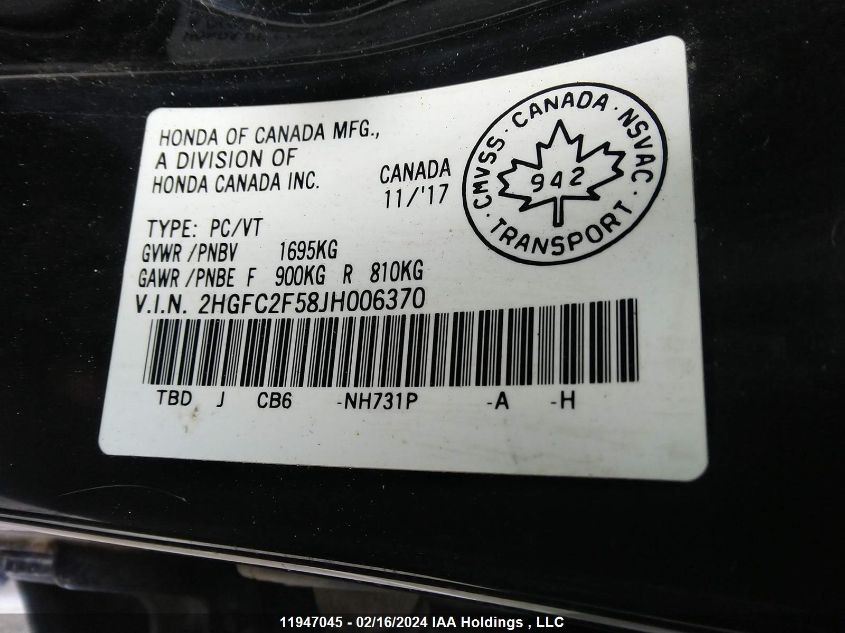 HONDA OF CANADA MFG.,
A DIVISION OF
HONDA CANADA INC.
CANADA
11/'17
CMVSS · CANADA · NSVAC
942
· TRANSPORT ·
TYPE: PC/VT
GVWR /PNBV 1695KG
GAWR /PNBE F 900KG R 810KG
V.I.N. 2HGFC2F58JH006370
TBD J CB6 -NH731P -A -H
11947045 - 02/16/2024 IAA Holdings , LLC